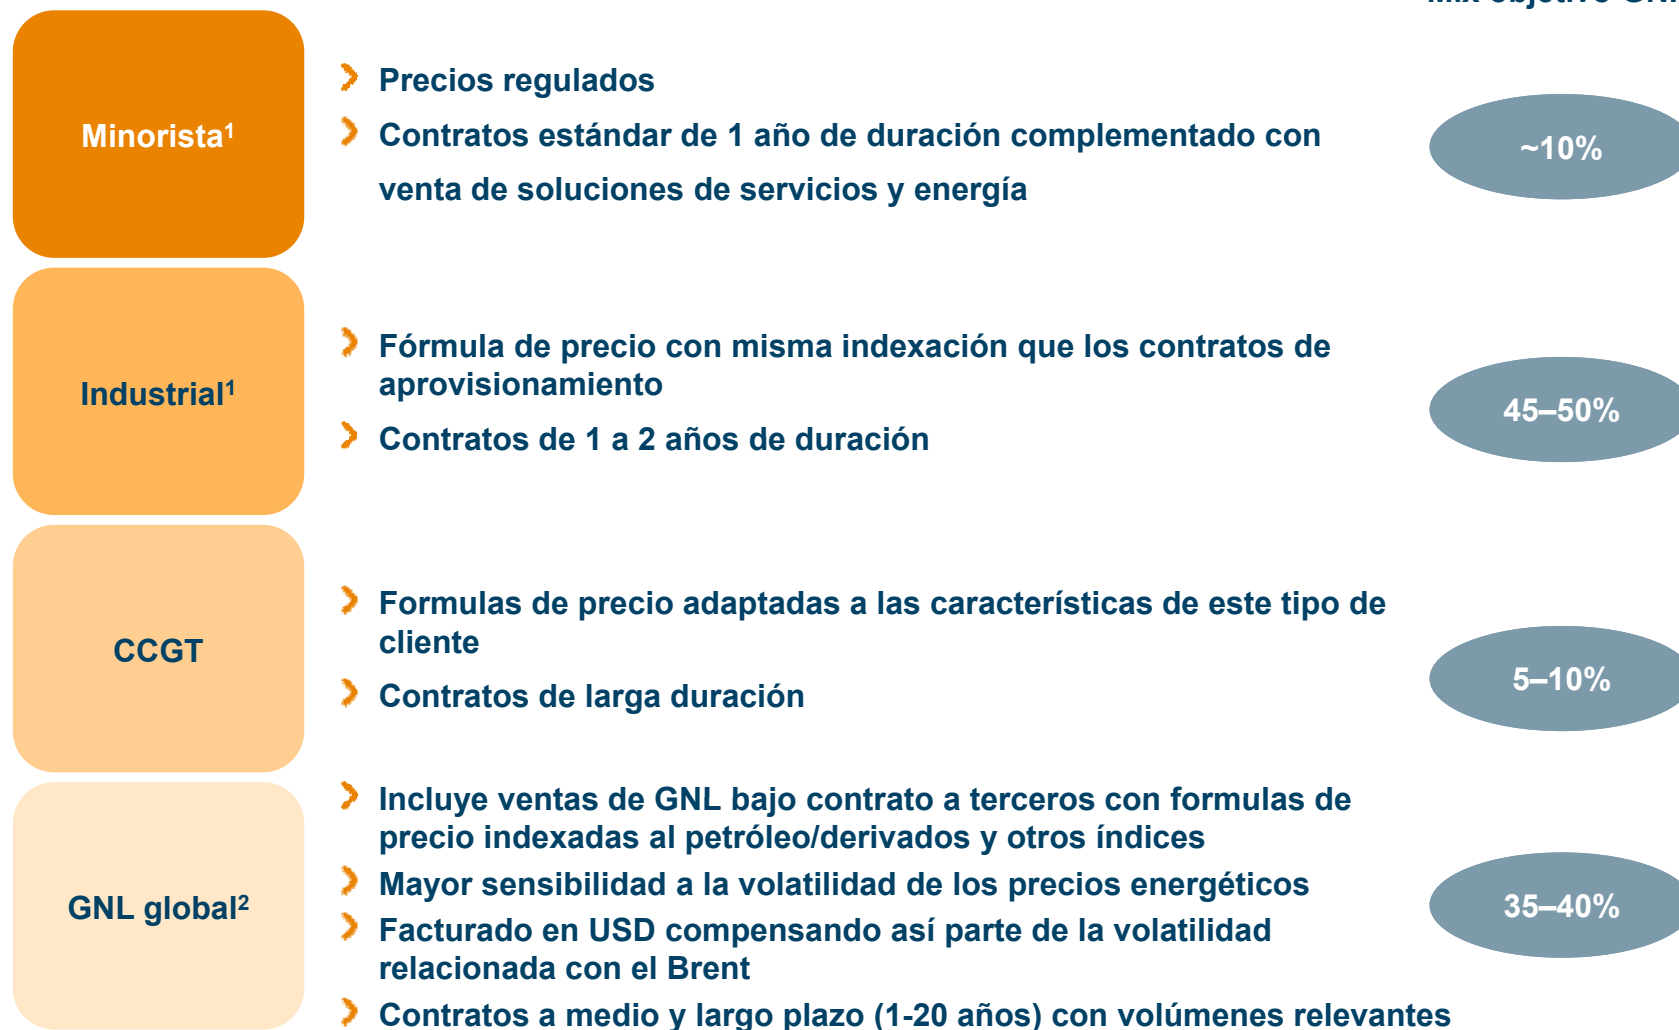 Mix objetivo GNF
Minorista¹
Precios regulados
Contratos estándar de 1 año de duración complementado con
venta de soluciones de servicios y energía
~10%
Industrial¹
Fórmula de precio con misma indexación que los contratos de
aprovisionamiento
Contratos de 1 a 2 años de duración
45–50%
CCGT
Formulas de precio adaptadas a las características de este tipo de
cliente
Contratos de larga duración
5–10%
GNL global²
Incluye ventas de GNL bajo contrato a terceros con formulas de
precio indexadas al petróleo/derivados y otros índices
Mayor sensibilidad a la volatilidad de los precios energéticos
Facturado en USD compensando así parte de la volatilidad
relacionada con el Brent
Contratos a medio y largo plazo (1-20 años) con volúmenes relevantes
35–40%